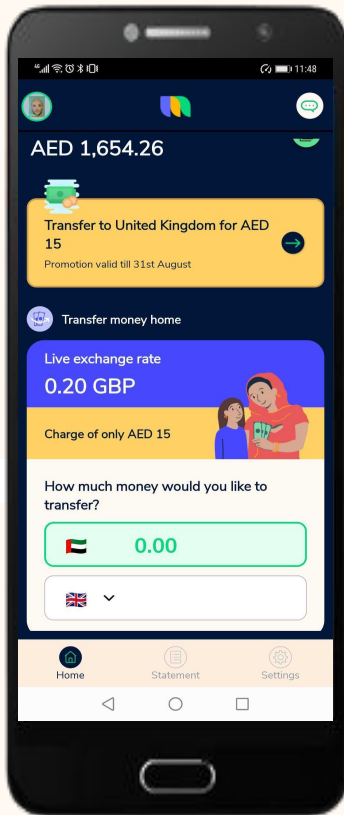 4G
11:48
AED 1,654.26
Transfer to United Kingdom for AED
15
Promotion valid till 31st August
Transfer money home
Live exchange rate
0.20 GBP
Charge of only AED 15
How much money would you like to
transfer?
0.00
Home
Statement
Settings